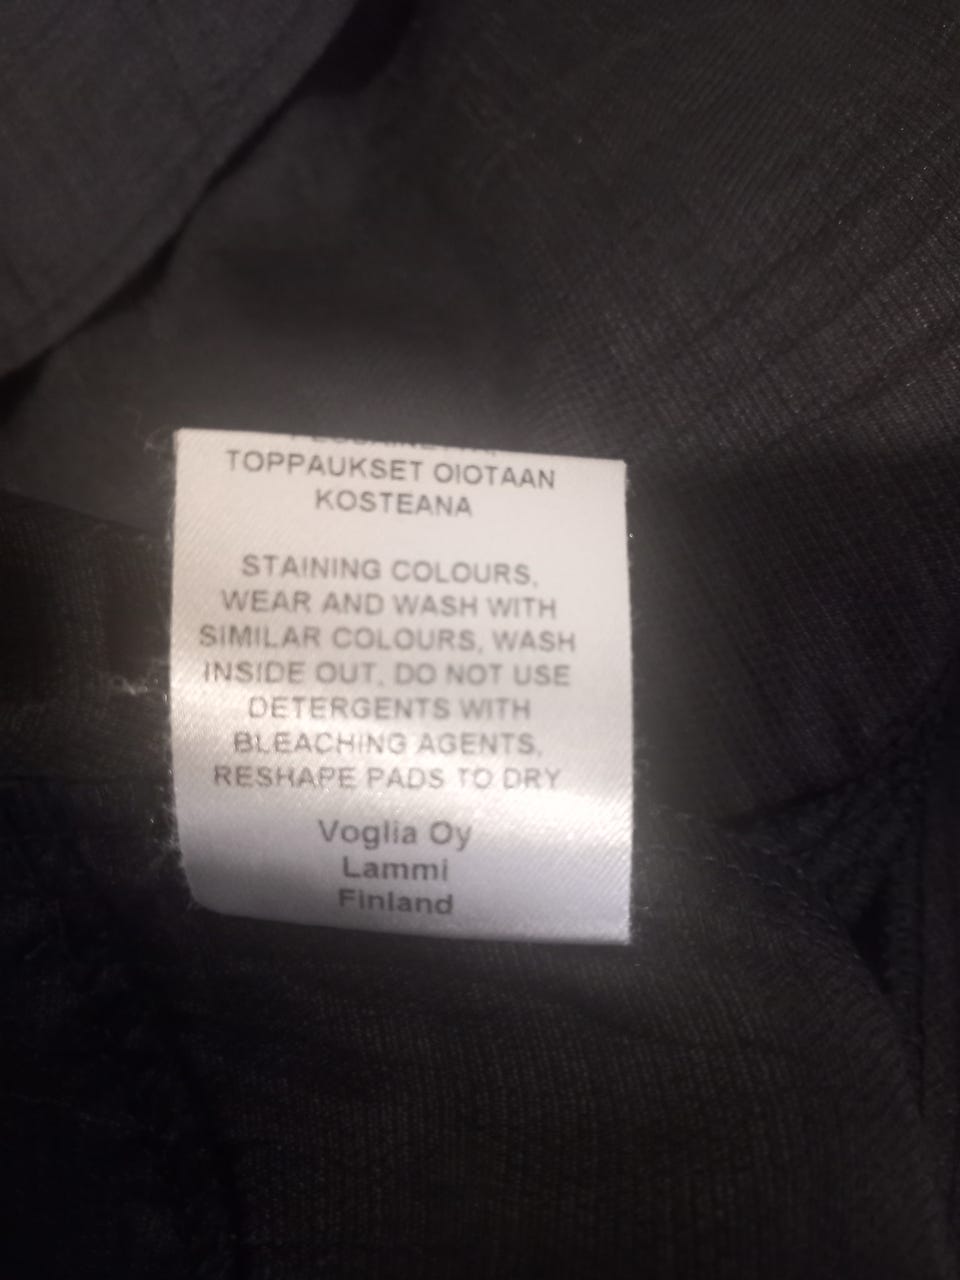 TOPPAUKSET OIOTAAN
KOSTEANA
STAINING COLOURS,
WEAR AND WASH WITH
SIMILAR COLOURS, WASH
INSIDE OUT, DO NOT USE
DETERGENTS WITH
BLEACHING AGENTS,
RESHAPE PADS TO DRY
Voglia Oy
Lammi
Finland